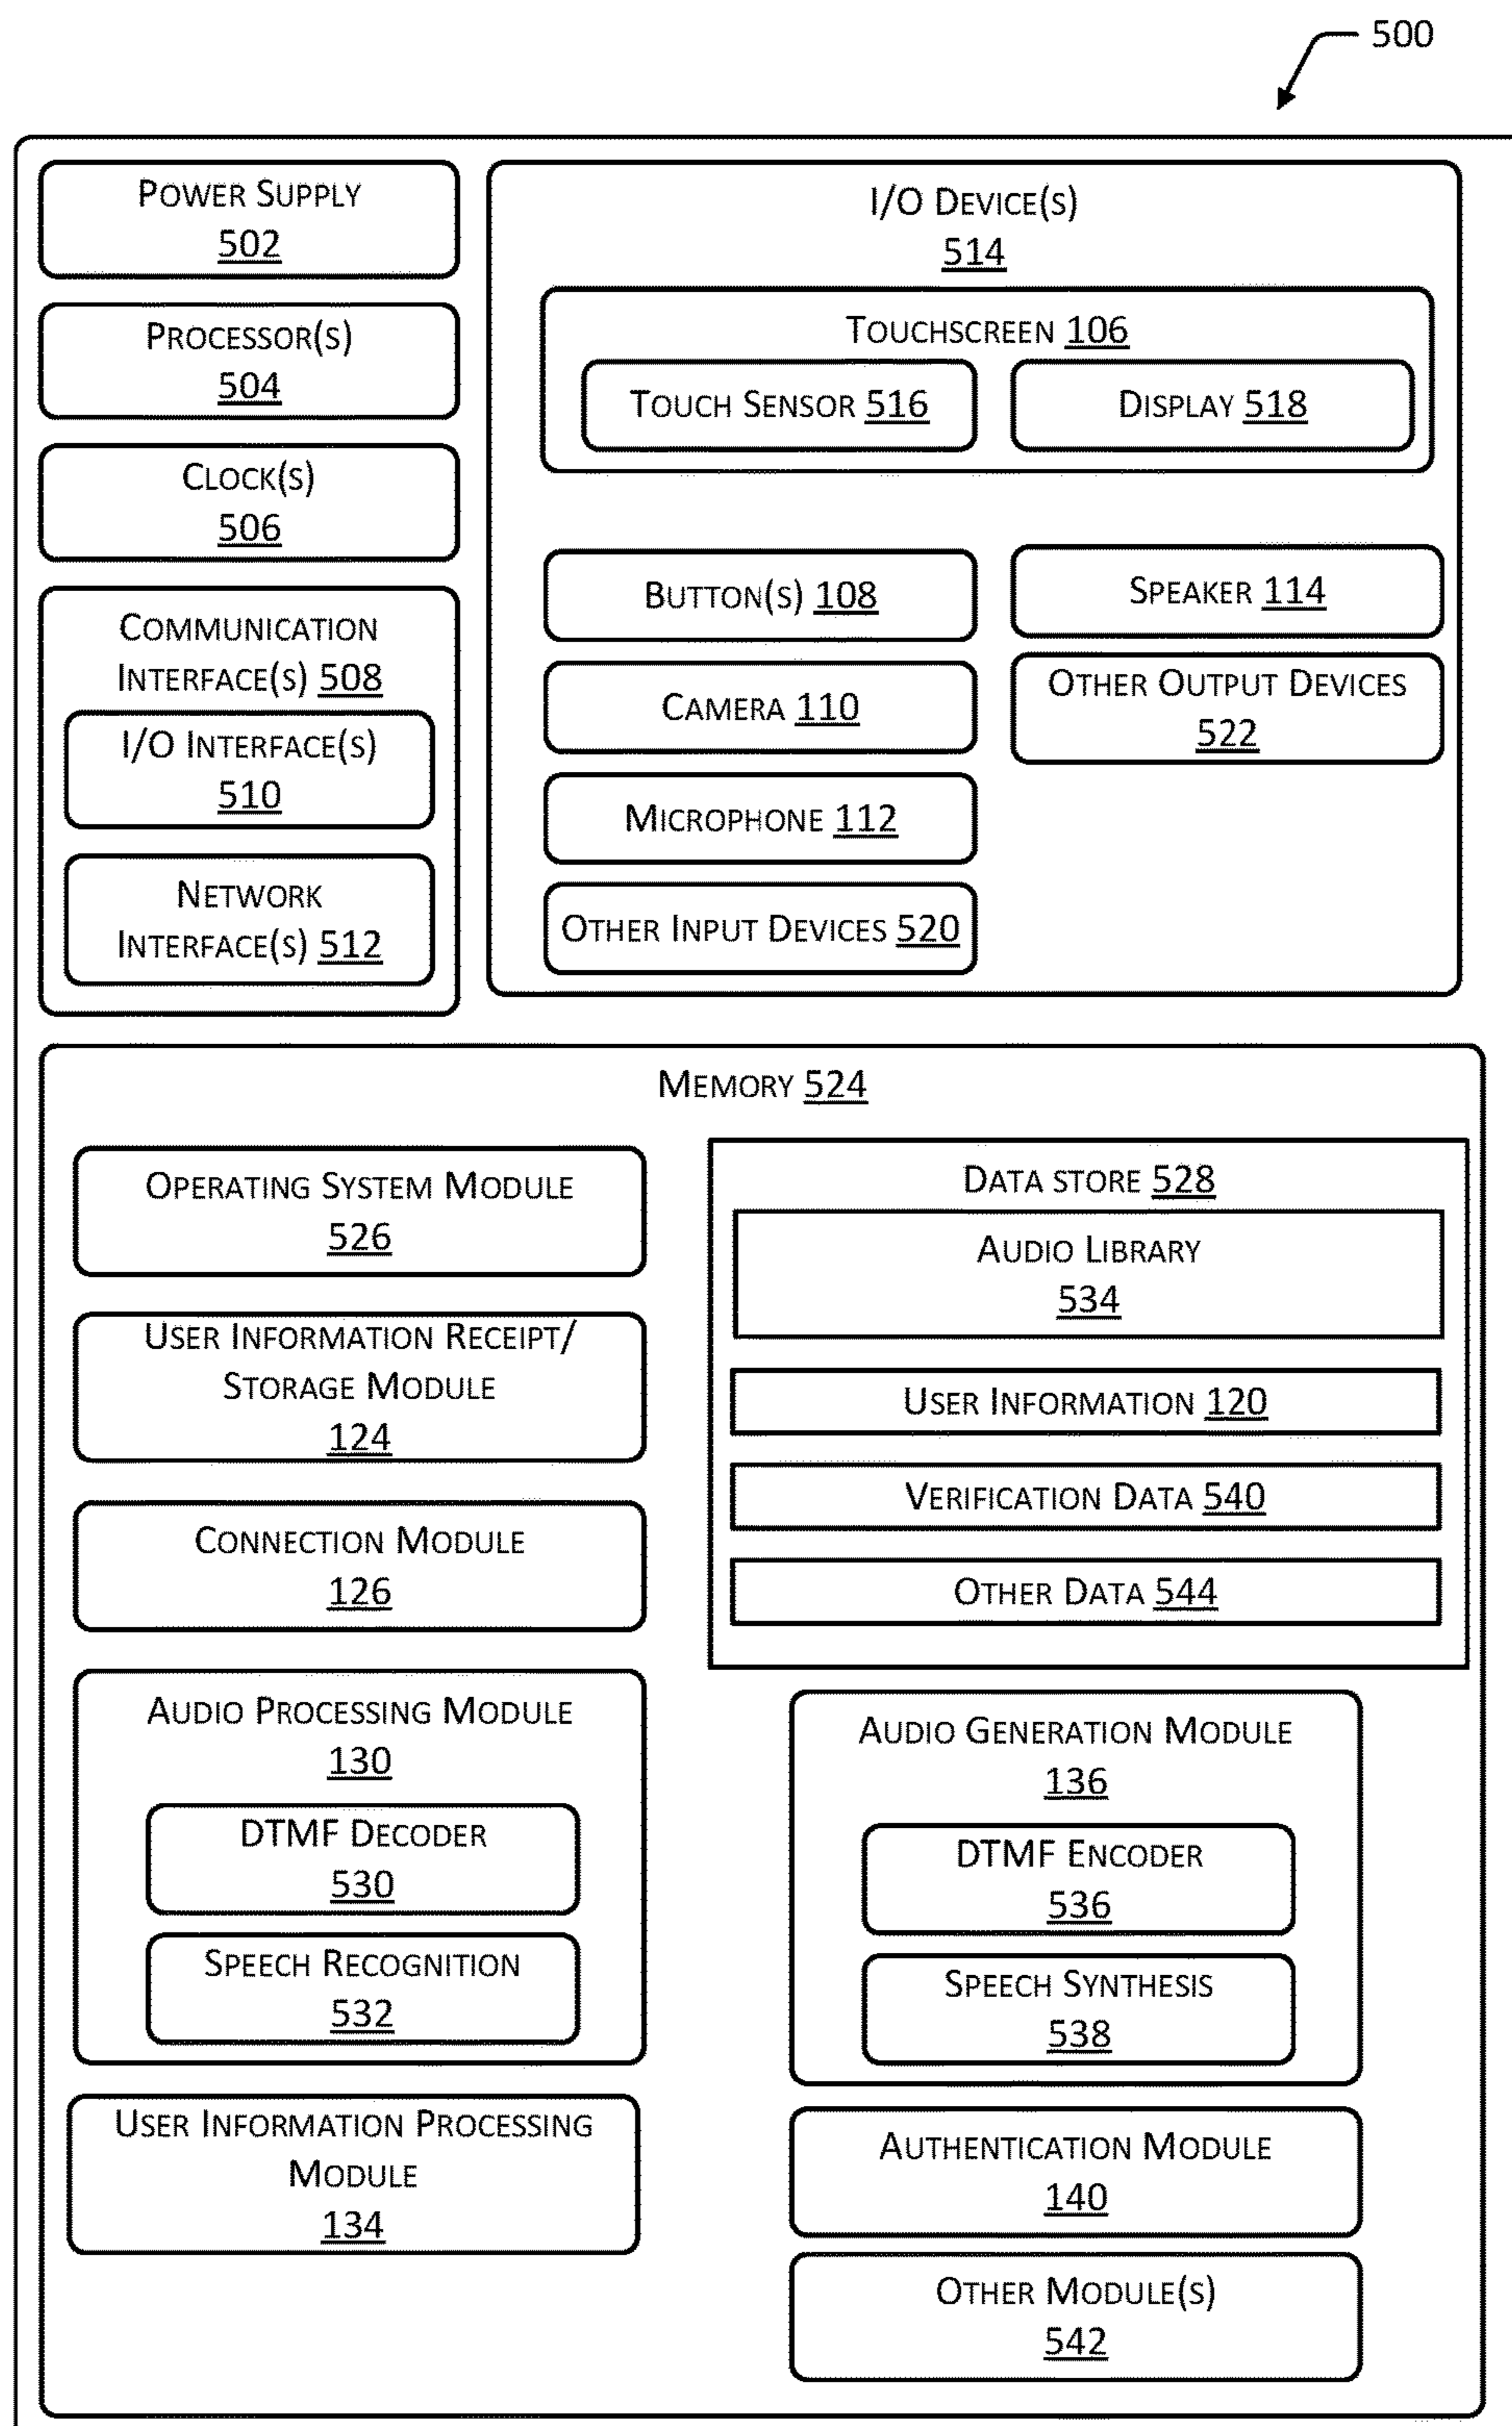 500
POWER SUPPLY
502
PROCESSOR(S)
504
CLOCK(S)
506
COMMUNICATION
INTERFACE(S) 508
I/O INTERFACE(S)
510
NETWORK
INTERFACE(S) 512
I/O DEVICE(S)
514
TOUCHSCREEN 106
TOUCH SENSOR 516
DISPLAY 518
BUTTON(S) 108
CAMERA 110
MICROPHONE 112
OTHER INPUT DEVICES 520
SPEAKER 114
OTHER OUTPUT DEVICES
522
MEMORY 524
OPERATING SYSTEM MODULE
526
USER INFORMATION RECEIPT/
STORAGE MODULE
124
CONNECTION MODULE
126
AUDIO PROCESSING MODULE
130
DTMF DECODER
530
SPEECH RECOGNITION
532
USER INFORMATION PROCESSING
MODULE
134
DATA STORE 528
AUDIO LIBRARY
534
USER INFORMATION 120
VERIFICATION DATA 540
OTHER DATA 544
AUDIO GENERATION MODULE
136
DTMF ENCODER
536
SPEECH SYNTHESIS
538
AUTHENTICATION MODULE
140
OTHER MODULE(S)
542